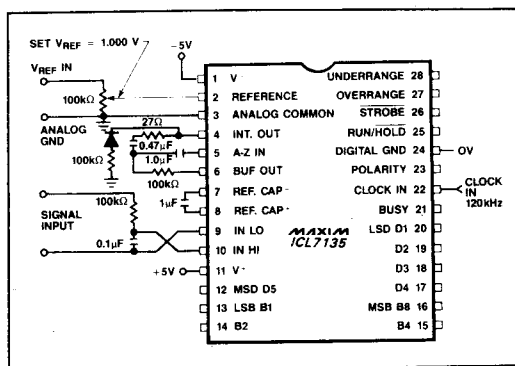 SET VREF = 1.000 V
VREF IN
100kΩ
ANALOG
GND
100kΩ
27Ω
0.47µF
1.0µF
100kΩ
1µF
100kΩ
SIGNAL
INPUT
0.1µF
-5V
+5V
1 V-
2 REFERENCE
3 ANALOG COMMON
4 INT. OUT
5 A-Z IN
6 BUF OUT
7 REF. CAP-
8 REF. CAP-
9 IN LO
10 IN HI
11 V-
12 MSD D5
13 LSB B1
14 B2
MAXIM
ICL7135
UNDERRANGE 28
OVERRANGE 27
STROBE 26
RUN/HOLD 25
DIGITAL GND 24
POLARITY 23
CLOCK IN 22
BUSY 21
LSD D1 20
D2 19
D3 18
D4 17
MSB B8 16
B4 15
0V
CLOCK
IN
120kHz